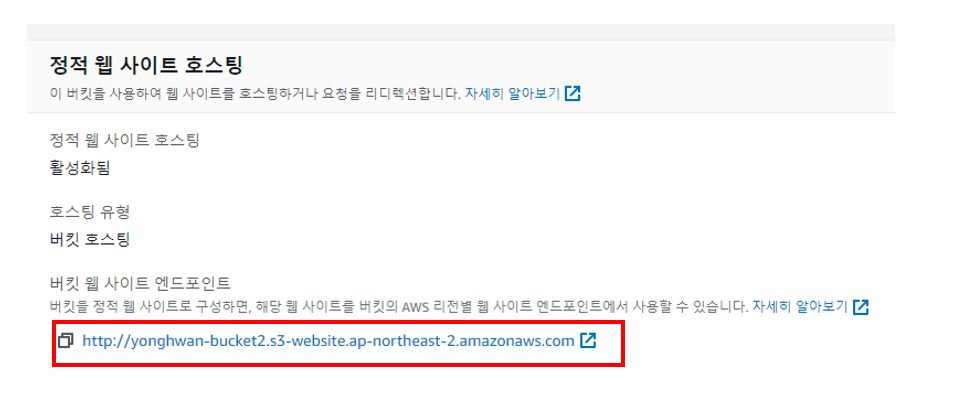 정적 웹 사이트 호스팅
이 버킷을 사용하여 웹 사이트를 호스팅하거나 요청을 리디렉션합니다. 자세히 알아보기
정적 웹 사이트 호스팅
활성화됨
호스팅 유형
버킷 호스팅
버킷 웹 사이트 엔드포인트
버킷을 정적 웹 사이트로 구성하면, 해당 웹 사이트를 버킷의 AWS 리전별 웹 사이트 엔드포인트에서 사용할 수 있습니다. 자세히 알아보기
http://yonghwan-bucket2.s3-website.ap-northeast-2.amazonaws.com